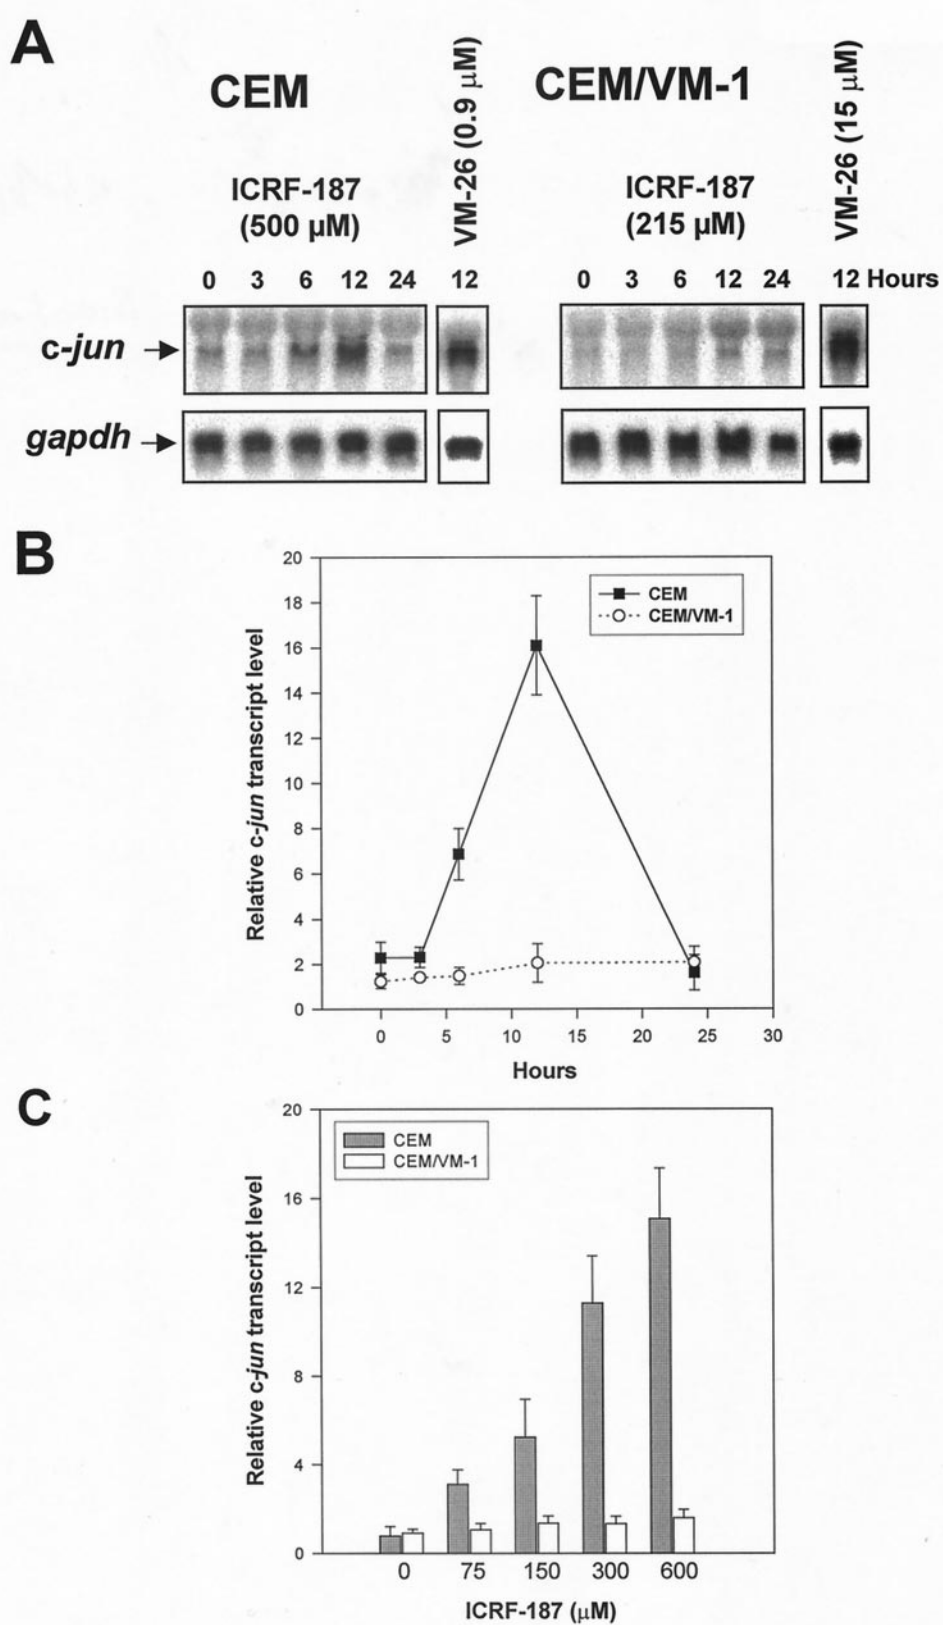 A
CEM
CEM/VM-1
VM-26 (0.9 μM)
VM-26 (15 μM)
ICRF-187
(500 μM)
ICRF-187
(215 μM)
0 3 6 12 24 12 0 3 6 12 24 12 Hours
c-jun
gapdh
B
20
18
16
14
12
10
8
6
4
2
0
Relative c-jun transcript level
CEM
CEM/VM-1
0 5 10 15 20 25 30
Hours
C
20
16
12
8
4
0
Relative c-jun transcript level
CEM
CEM/VM-1
0 75 150 300 600
ICRF-187 (μM)